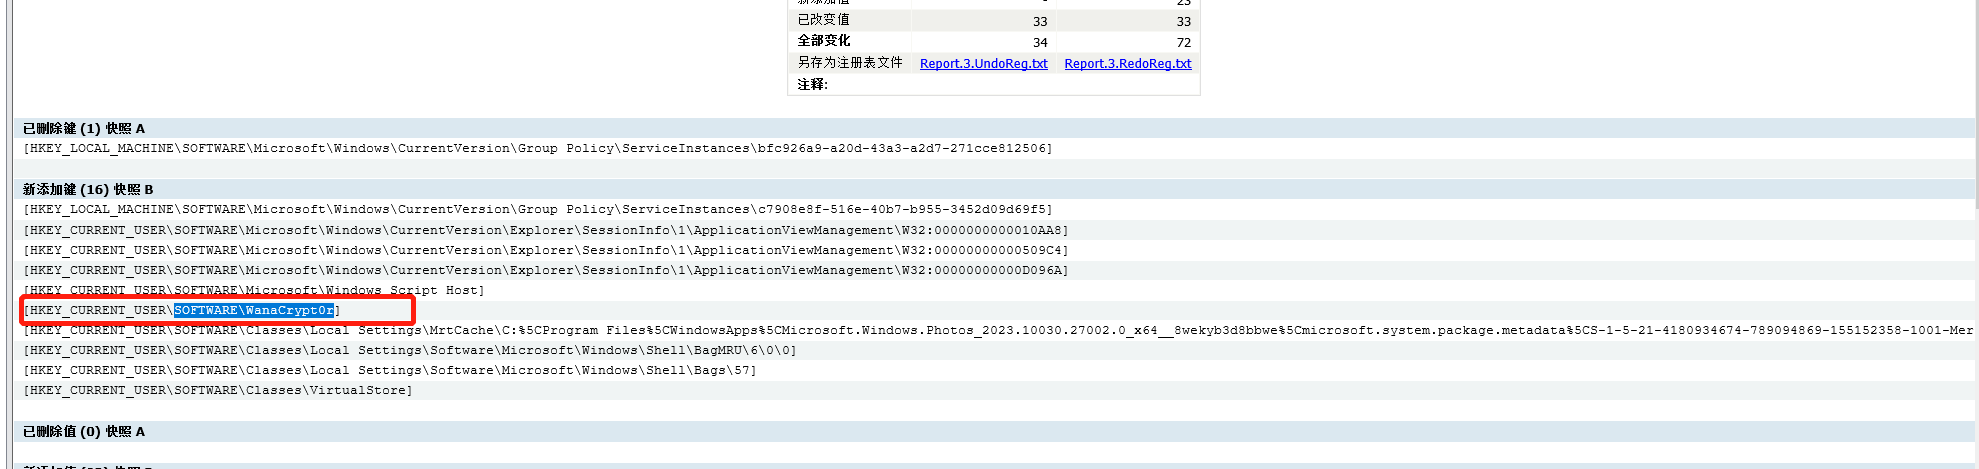 新添加值 - 23
已改变值 33 33
全部变化 34 72
另存为注册表文件 Report.3.UndoReg.txt Report.3.RedoReg.txt
注释:
已删除键 (1) 快照 A
[HKEY_LOCAL_MACHINE\SOFTWARE\Microsoft\Windows\CurrentVersion\Group Policy\ServiceInstances\bfc926a9-a20d-43a3-a2d7-271cce812506]
新添加键 (16) 快照 B
[HKEY_LOCAL_MACHINE\SOFTWARE\Microsoft\Windows\CurrentVersion\Group Policy\ServiceInstances\c7908e8f-516e-40b7-b955-3452d09d69f5]
[HKEY_CURRENT_USER\SOFTWARE\Microsoft\Windows\CurrentVersion\Explorer\SessionInfo\1\ApplicationViewManagement\W32:0000000000010AA8]
[HKEY_CURRENT_USER\SOFTWARE\Microsoft\Windows\CurrentVersion\Explorer\SessionInfo\1\ApplicationViewManagement\W32:00000000000509C4]
[HKEY_CURRENT_USER\SOFTWARE\Microsoft\Windows\CurrentVersion\Explorer\SessionInfo\1\ApplicationViewManagement\W32:00000000000D096A]
[HKEY_CURRENT_USER\SOFTWARE\Microsoft\Windows Script Host]
[HKEY_CURRENT_USER\SOFTWARE\WanaCrypt0r]
[HKEY_CURRENT_USER\SOFTWARE\Classes\Local Settings\MrtCache\C:%5CProgram Files%5CWindowsApps%5CMicrosoft.Windows.Photos_2023.10030.27002.0_x64__8wekyb3d8bbwe%5Cmicrosoft.system.package.metadata%5CS-1-5-21-4180934674-789094869-155152358-1001-Mer
[HKEY_CURRENT_USER\SOFTWARE\Classes\Local Settings\Software\Microsoft\Windows\Shell\BagMRU\6\0\0]
[HKEY_CURRENT_USER\SOFTWARE\Classes\Local Settings\Software\Microsoft\Windows\Shell\Bags\57]
[HKEY_CURRENT_USER\SOFTWARE\Classes\VirtualStore]
已删除值 (0) 快照 A